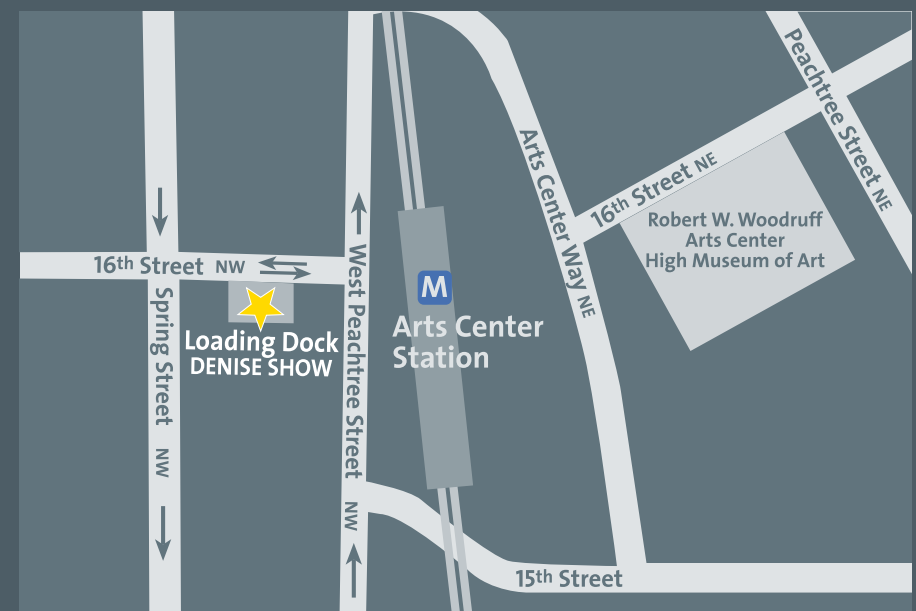 Peachtree Street NE
Arts Center Way NE
16th Street NE
Robert W. Woodruff
Arts Center
High Museum of Art
16th Street NW
Spring Street NW
West Peachtree Street NW
M
Arts Center
Station
Loading Dock
DENISE SHOW
15th Street